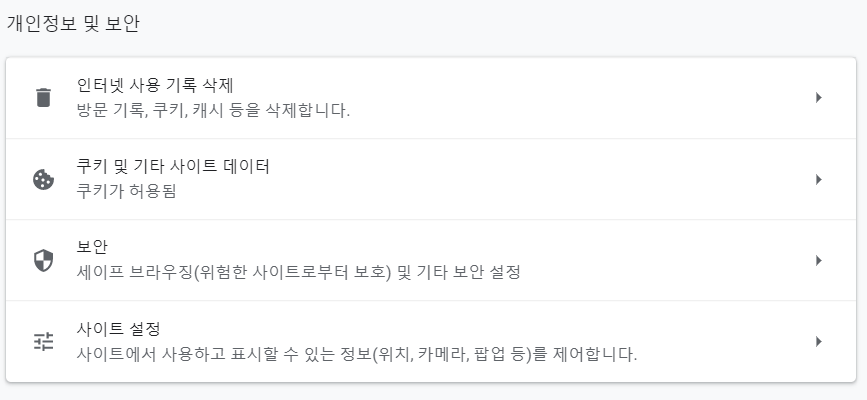 개인정보 및 보안
인터넷 사용 기록 삭제
방문 기록, 쿠키, 캐시 등을 삭제합니다.
쿠키 및 기타 사이트 데이터
쿠키가 허용됨
보안
세이프 브라우징(위험한 사이트로부터 보호) 및 기타 보안 설정
사이트 설정
사이트에서 사용하고 표시할 수 있는 정보(위치, 카메라, 팝업 등)를 제어합니다.